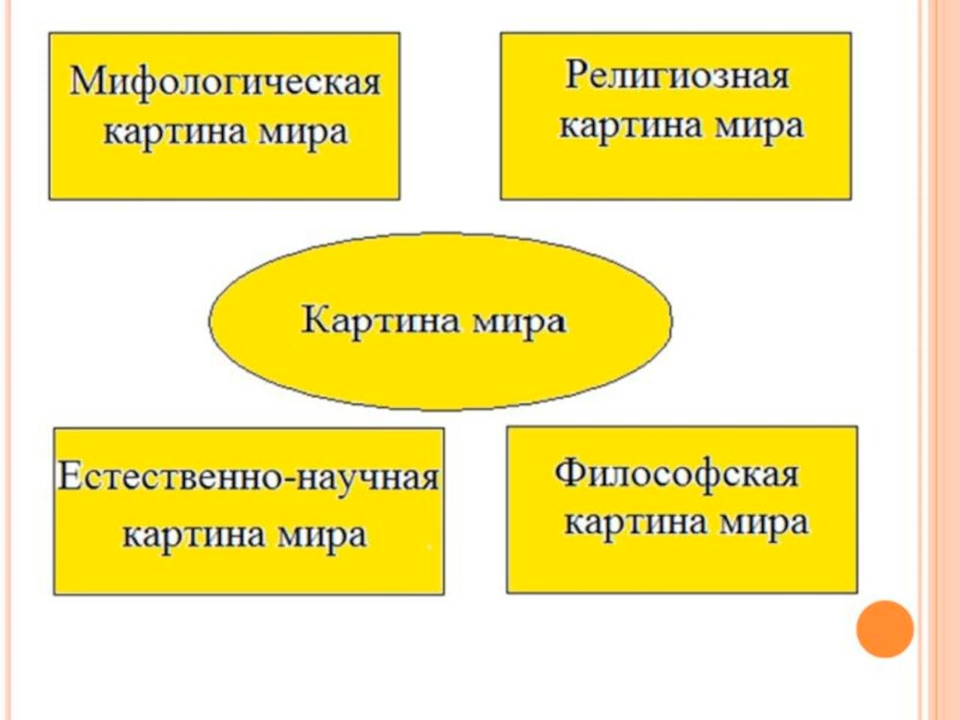 Мифологическая
картина мира
Религиозная
картина мира
Картина мира
Естественно-научная
картина мира
Философская
картина мира